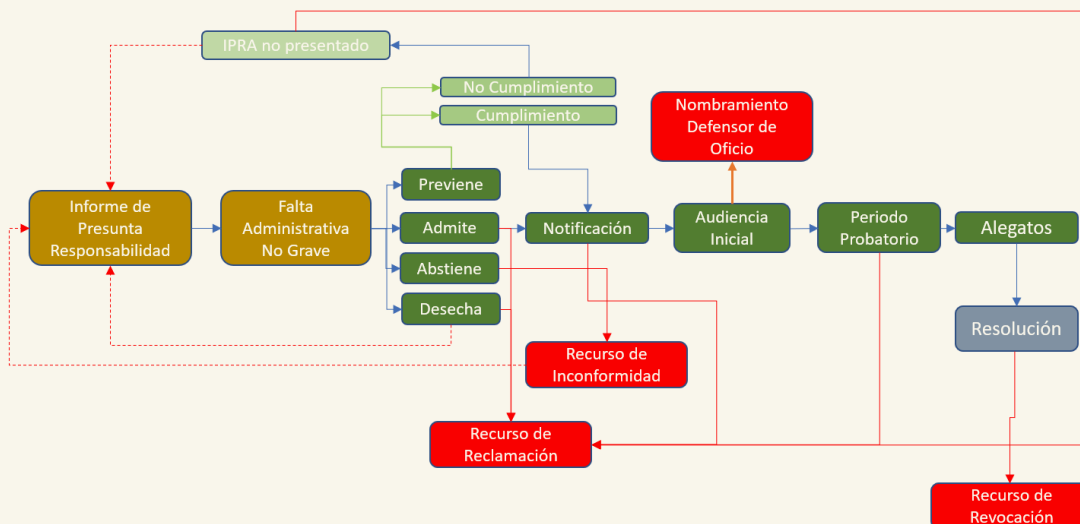 IPRA no presentado
No Cumplimiento
Cumplimiento
Nombramiento
Defensor de
Oficio
Previene
Informe de
Presunta
Responsabilidad
Falta
Administrativa
No Grave
Admite
Notificación
Audiencia
Inicial
Periodo
Probatorio
Alegatos
Abstiene
Desecha
Resolución
Recurso de
Inconformidad
Recurso de
Reclamación
Recurso de
Revocación